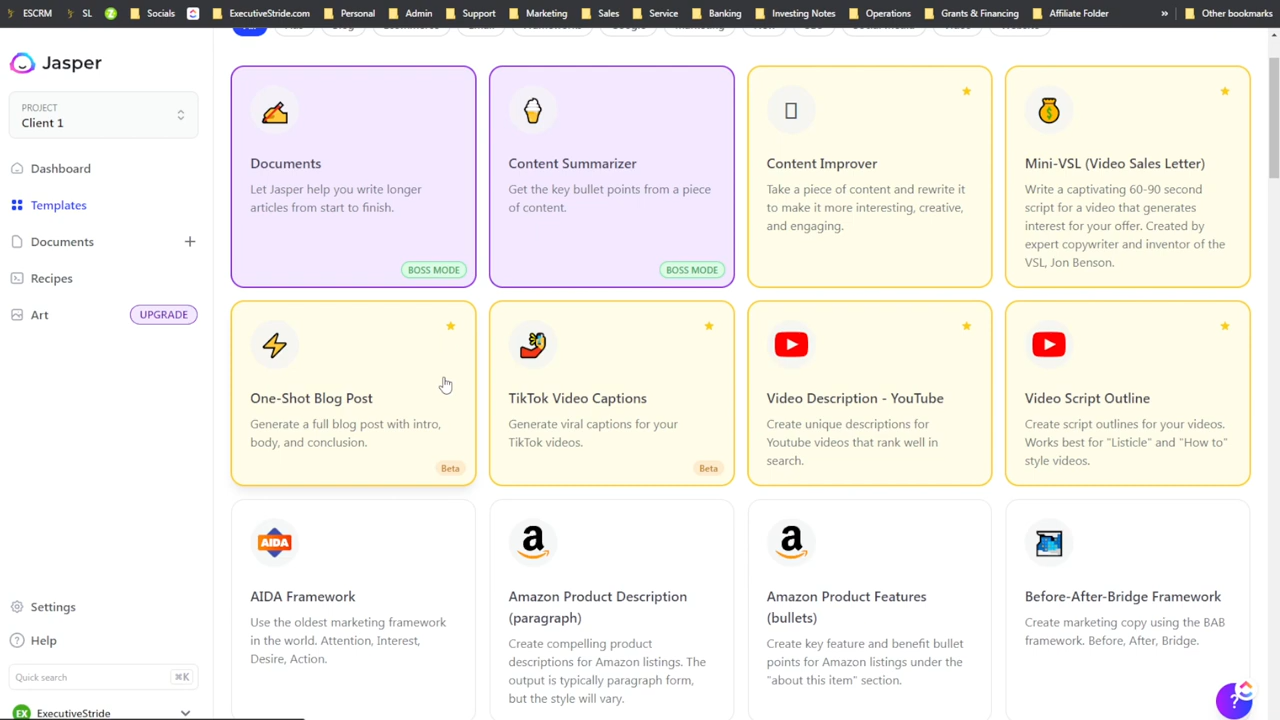 ESCRM
SL
Socials
ExecutiveStride.com
Personal
Admin
Support
Marketing
Sales
Service
Banking
Investing Notes
Operations
Grants & Financing
Affiliate Folder
»
Other bookmarks
Jasper
PROJECT
Client 1
Dashboard
Templates
Documents
+
Recipes
Art
UPGRADE
Settings
Help
Quick search
⌘K
EX
ExecutiveStride
Documents
Let Jasper help you write longer
articles from start to finish.
BOSS MODE
Content Summarizer
Get the key bullet points from a piece
of content.
BOSS MODE
Content Improver
Take a piece of content and rewrite it
to make it more interesting, creative,
and engaging.
Mini-VSL (Video Sales Letter)
Write a captivating 60-90 second
script for a video that generates
interest for your offer. Created by
expert copywriter and inventor of the
VSL, Jon Benson.
One-Shot Blog Post
Generate a full blog post with intro,
body, and conclusion.
Beta
TikTok Video Captions
Generate viral captions for your
TikTok videos.
Beta
Video Description - YouTube
Create unique descriptions for
Youtube videos that rank well in
search.
Video Script Outline
Create script outlines for your videos.
Works best for "Listicle" and "How to"
style videos.
AIDA
AIDA Framework
Use the oldest marketing framework
in the world. Attention, Interest,
Desire, Action.
a
Amazon Product Description
(paragraph)
Create compelling product
descriptions for Amazon listings. The
output is typically paragraph form,
but the style will vary.
a
Amazon Product Features
(bullets)
Create key feature and benefit bullet
points for Amazon listings under the
"about this item" section.
Before-After-Bridge Framework
Create marketing copy using the BAB
framework. Before, After, Bridge.
?